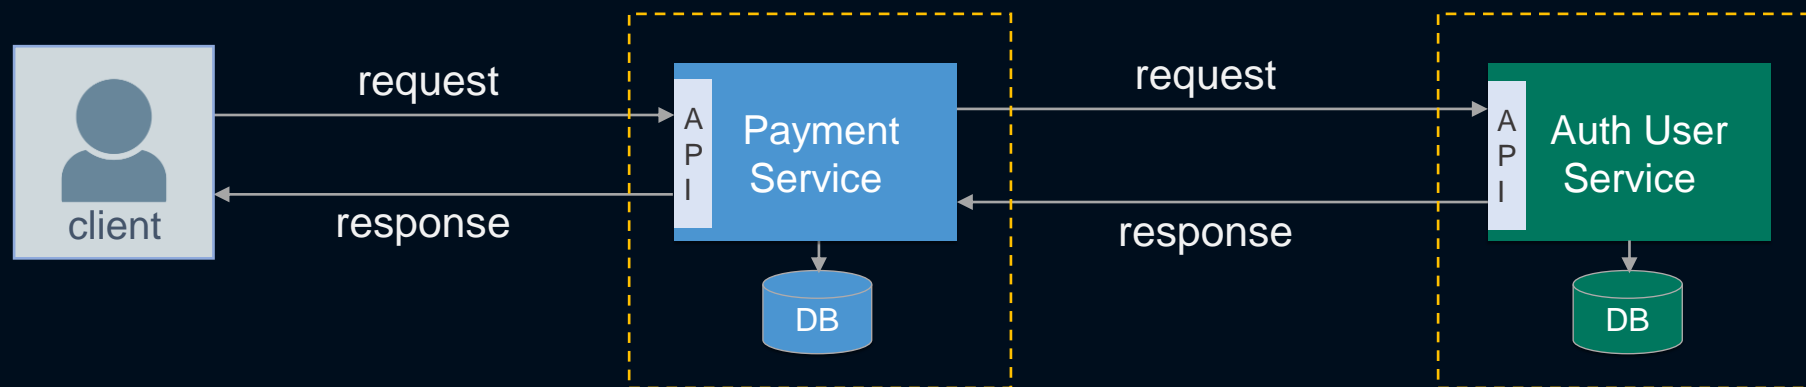 client
request
response
A
P
I
Payment
Service
DB
request
response
A
P
I
Auth User
Service
DB